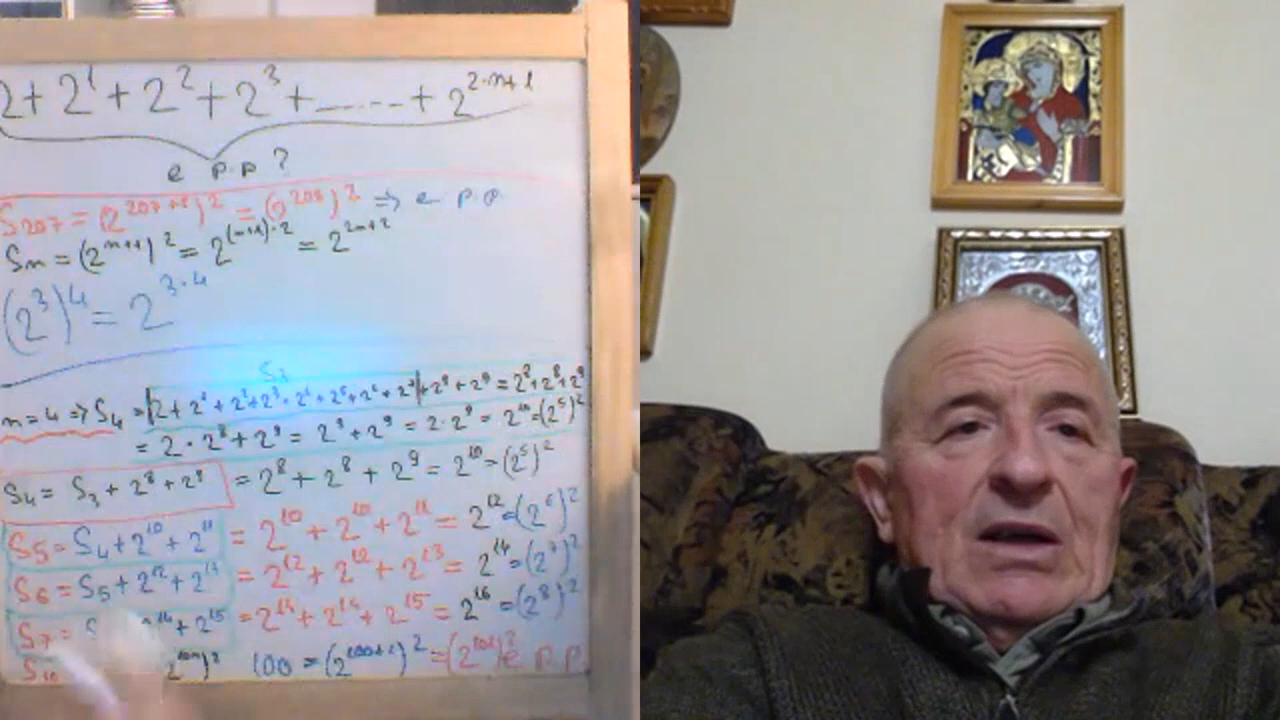 2+2¹+2²+2³+......+2^{2·n+1}
e p.p ?
S₂₀₇ = (2^{207+1})² = (2^{208})² ⇒ e p.p.
Sₙ = (2^{n+1})² = 2^{(n+1)·2} = 2^{2n+2}
(2³)⁴ = 2^{3·4}
S₃
n=4 ⇒ S₄ = 2+2¹+2²+2³+2⁴+2⁵+2⁶+2⁷+2⁸+2⁹ = 2⁸+2⁸+2⁹
= 2·2⁸+2⁹ = 2⁹+2⁹ = 2·2⁹ = 2¹⁰=(2⁵)²
S₄ = S₃+2⁸+2⁹ = 2⁸+2⁸+2⁹ = 2¹⁰=(2⁵)²
S₅ = S₄+2¹⁰+2¹¹ = 2¹⁰+2¹⁰+2¹¹ = 2¹²=(2⁶)²
S₆ = S₅+2¹²+2¹³ = 2¹²+2¹²+2¹³ = 2¹⁴=(2⁷)²
S₇ = S +2¹⁵ = 2¹⁴+2¹⁴+2¹⁵ = 2¹⁶ = (2⁸)²
100 = (2^{100+1})² = (2^{101})² e p.p.